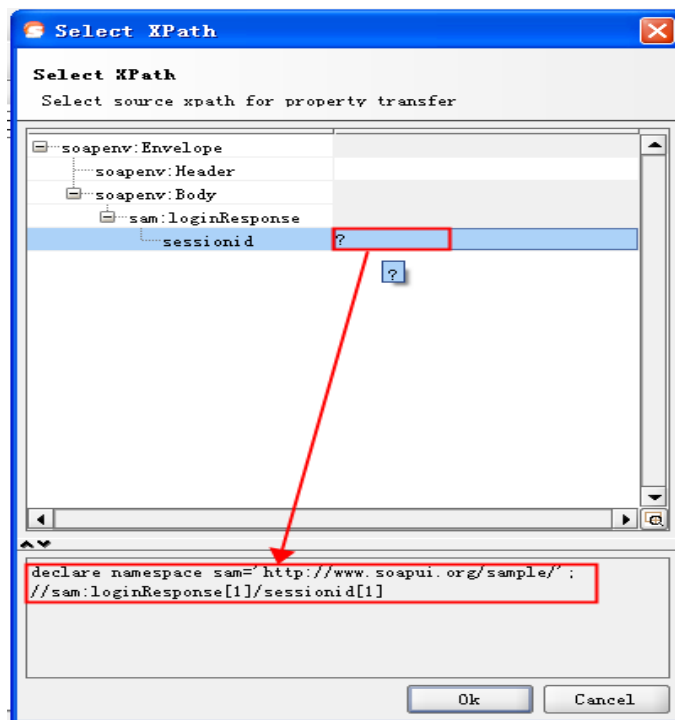 Select XPath
Select XPath
Select source xpath for property transfer
soapenv:Envelope
soapenv:Header
soapenv:Body
sam:loginResponse
sessionid ?
?
declare namespace sam='http://www.soapui.org/sample/';
//sam:loginResponse[1]/sessionid[1]
Ok Cancel